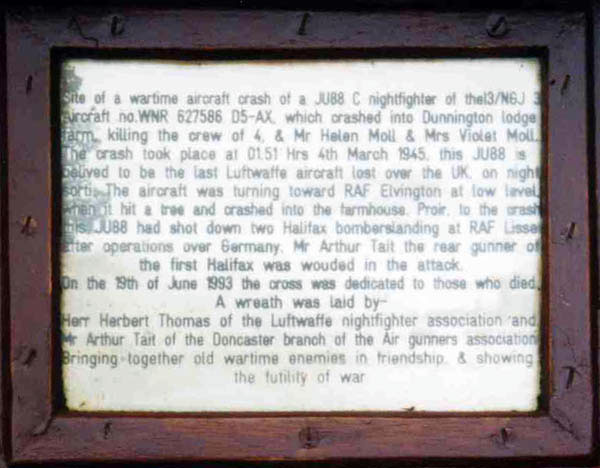 Site of a wartime aircraft crash of a JU88 C nightfighter of the13/NGJ 3
Aircraft no.WNR 627586 D5-AX, which crashed into Dunnington lodge
farm, killing the crew of 4, & Mr Helen Moll & Mrs Violet Moll.
The crash took place at 01.51 Hrs 4th March 1945, this JU88 is
belived to be the last Luftwaffe aircraft lost over the UK, on night
sorti. The aircraft was turning toward RAF Elvington at low level,
when it hit a tree and crashed into the farmhouse. Proir, to the crash
this JU88 had shot down two Halifax bomberslanding at RAF Lisse
after operations over Germany. Mr Arthur Tait the rear gunner of
the first Halifax was wouded in the attack.
On the 19th of June 1993 the cross was dedicated to those who died.
A wreath was laid by-
Herr Herbert Thomas of the Luftwaffe nightfighter association and
Mr Arthur Tait of the Doncaster branch of the Air gunners association
Bringing together old wartime enemies in friendship, & showing
the futility of war